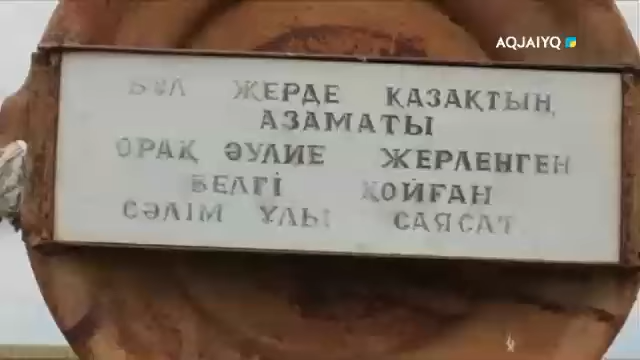 AQJAIYQ
БҰЛ ЖЕРДЕ ҚАЗАҚТЫҢ
АЗАМАТЫ
ОРАҚ ӘУЛИЕ ЖЕРЛЕНГЕН
БЕЛГІ ҚОЙҒАН
СӘЛІМ ҰЛЫ САЯСАТ